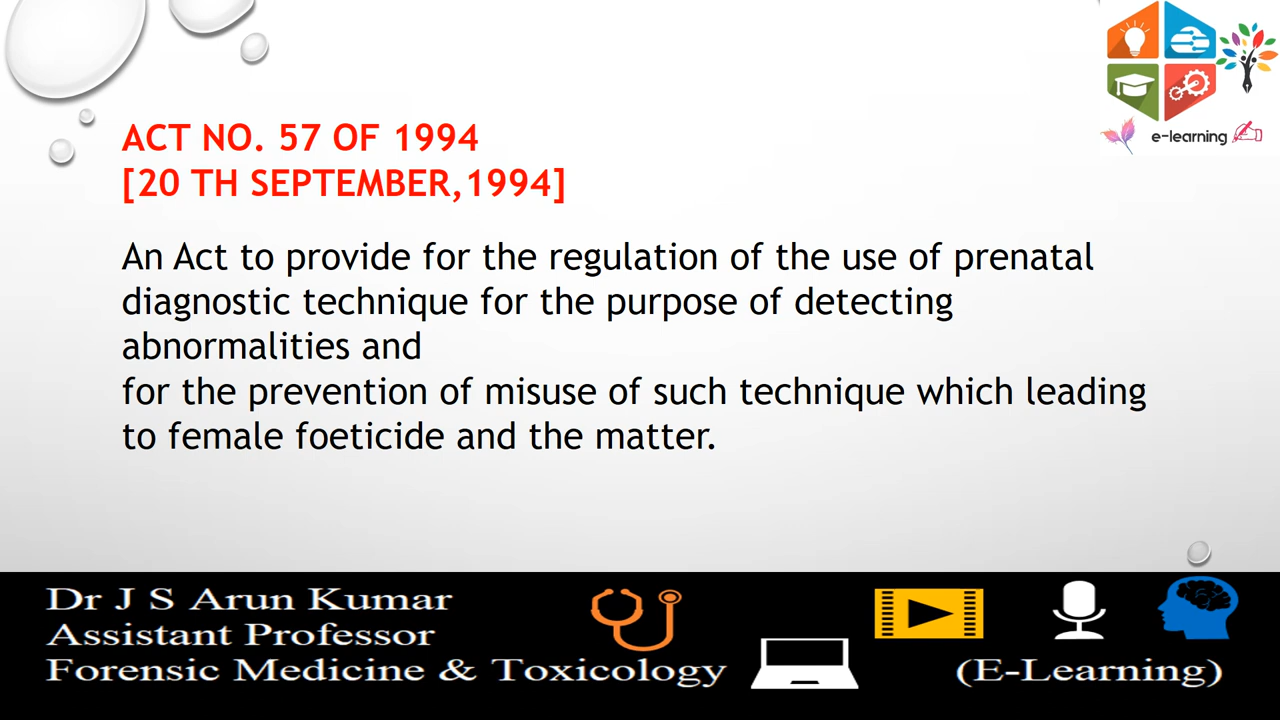 e-learning
ACT NO. 57 OF 1994
[20 TH SEPTEMBER,1994]
An Act to provide for the regulation of the use of prenatal
diagnostic technique for the purpose of detecting
abnormalities and
for the prevention of misuse of such technique which leading
to female foeticide and the matter.
Dr J S Arun Kumar
Assistant Professor
Forensic Medicine & Toxicology
(E-Learning)